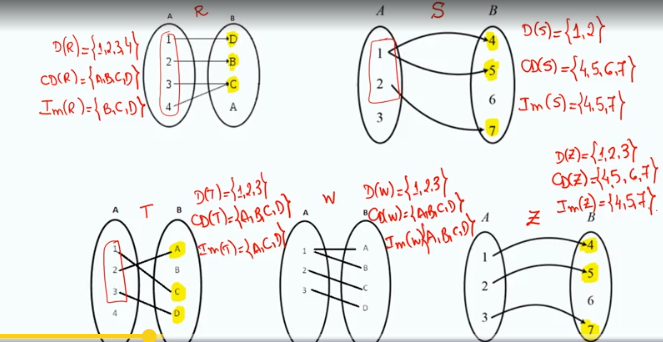 R
A
B
D(R)={1,2,3,4}
CD(R)={A,B,C,D}
Im(R)={B,C,D}
1
2
3
4
D
B
C
A
S
A
B
D(S)={1,2}
CD(S)={4,5,6,7}
Im(S)={4,5,7}
1
2
3
4
5
6
7
T
A
B
D(T)={1,2,3}
CD(T)={A,B,C,D}
Im(T)={A,C,D}
1
2
3
4
A
B
C
D
W
A
B
D(W)={1,2,3}
CD(W)={A,B,C,D}
Im(W){A,B,C,D}
1
2
3
A
B
C
D
Z
A
B
D(Z)={1,2,3}
CD(Z)={4,5,6,7}
Im(Z)={4,5,7}.
1
2
3
4
5
6
7